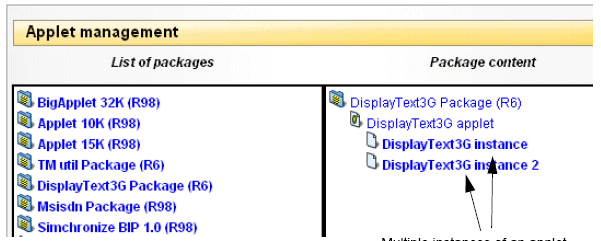 Applet management
List of packages
Package content
BigApplet 32K (R98)
Applet 10K (R98)
Applet 15K (R98)
TM util Package (R6)
DisplayText3G Package (R6)
Msisdn Package (R98)
Simchronize BIP 1.0 (R98)
DisplayText3G Package (R6)
DisplayText3G applet
DisplayText3G instance
DisplayText3G instance 2
Multiple instances of an applet